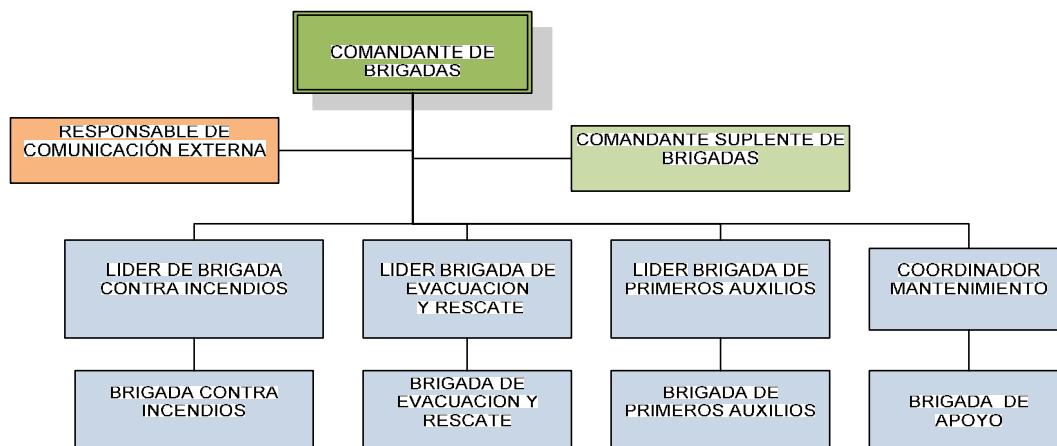 COMANDANTE DE
BRIGADAS
RESPONSABLE DE
COMUNICACIÓN EXTERNA
COMANDANTE SUPLENTE DE
BRIGADAS
LIDER DE BRIGADA
CONTRA INCENDIOS
LIDER BRIGADA DE
EVACUACION
Y RESCATE
LIDER BRIGADA DE
PRIMEROS AUXILIOS
COORDINADOR
MANTENIMIENTO
BRIGADA CONTRA
INCENDIOS
BRIGADA DE
EVACUACION Y
RESCATE
BRIGADA DE
PRIMEROS AUXILIOS
BRIGADA DE
APOYO